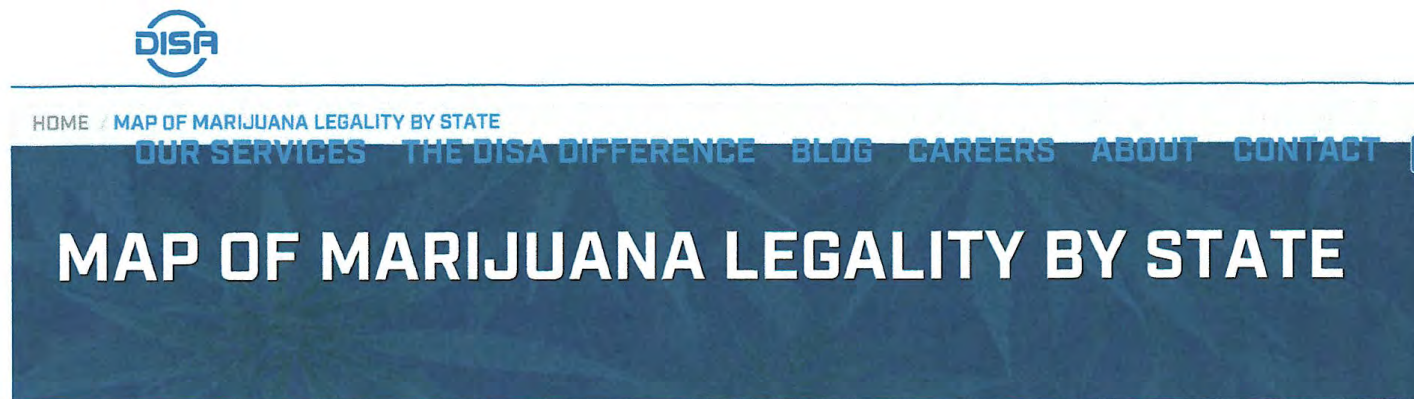 DISA
HOME / MAP OF MARIJUANA LEGALITY BY STATE
OUR SERVICES THE DISA DIFFERENCE BLOG CAREERS ABOUT CONTACT
MAP OF MARIJUANA LEGALITY BY STATE